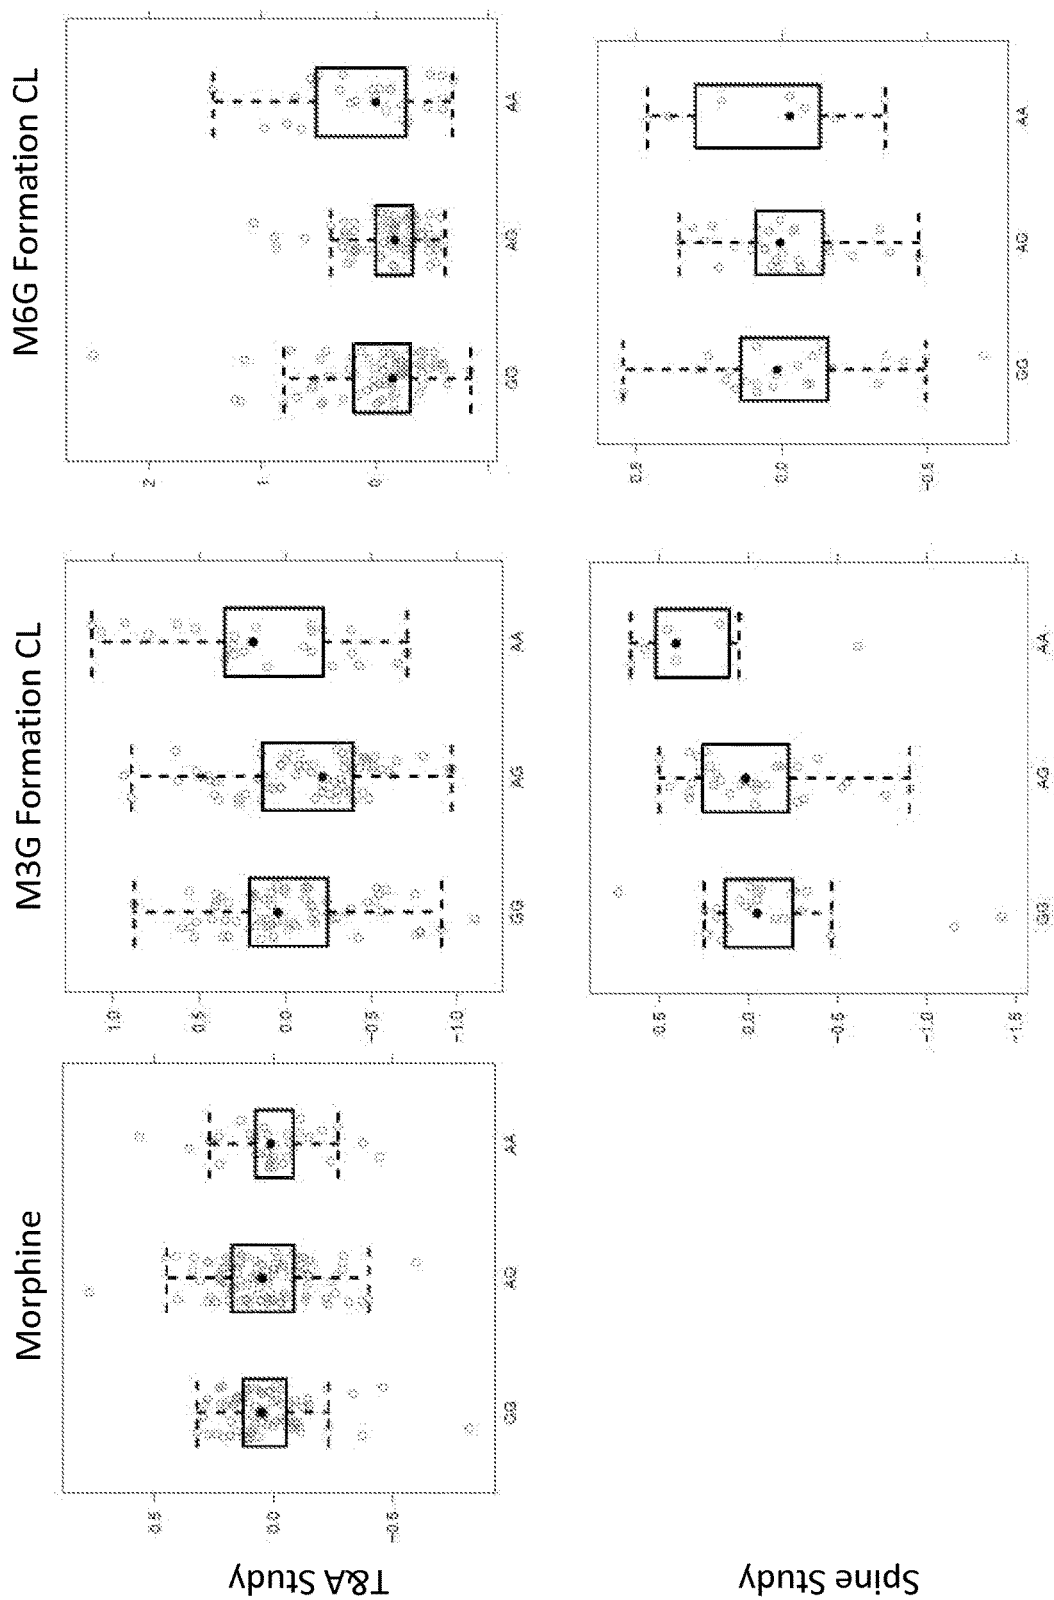 Morphine
M3G Formation CL
M6G Formation CL
T&A Study
0.5
0.0
-0.5
GG
AG
AA
1.0
0.5
0.0
-0.5
-1.0
GG
AG
AA
2
1
0
GG
AG
AA
Spine Study
0.5
0.0
-0.5
-1.0
-1.5
GG
AG
AA
0.5
0.0
-0.5
GG
AG
AA